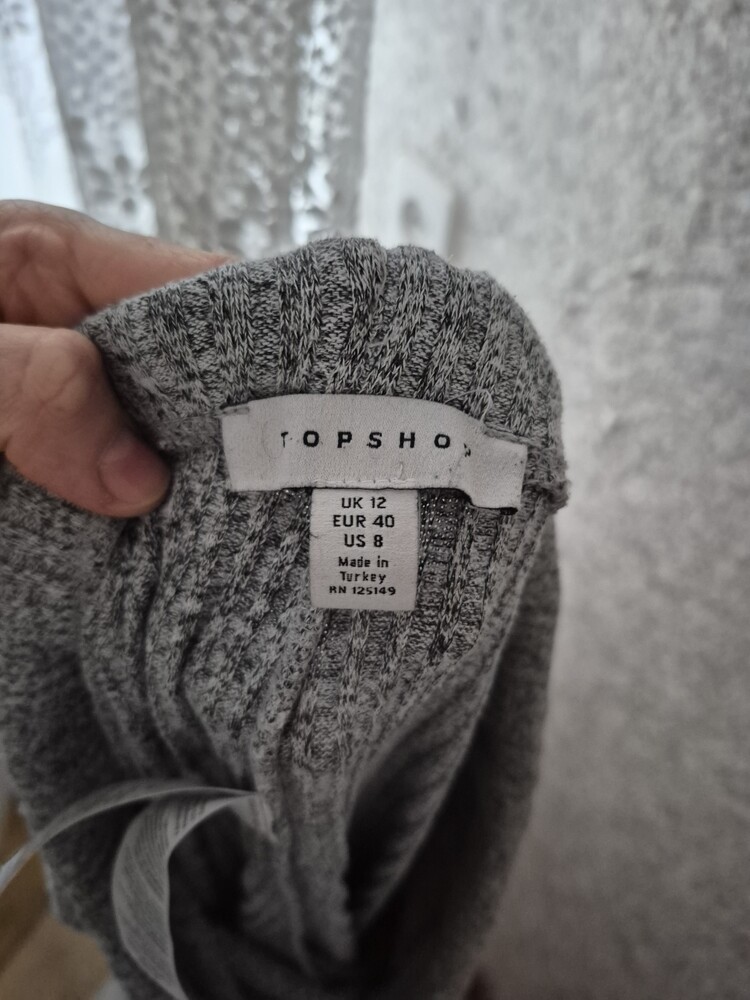 TOPSHOP
UK 12
EUR 40
US 8
Made in
Turkey
RN 125149